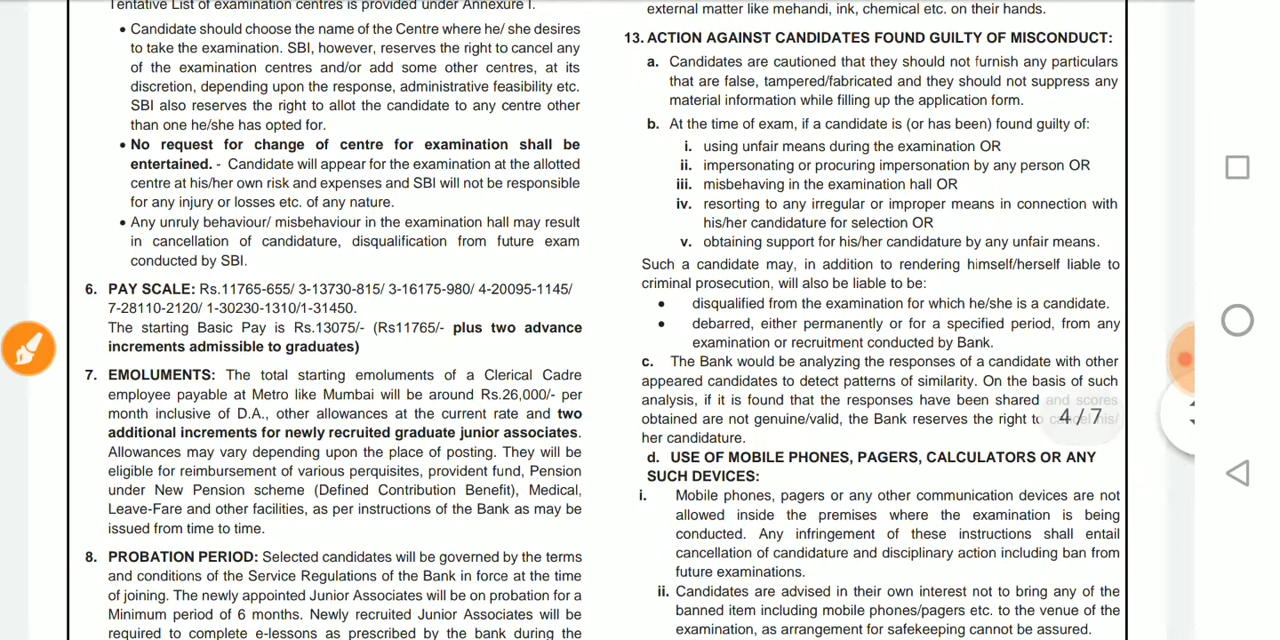 Tentative List of examination centres is provided under Annexure I.
• Candidate should choose the name of the Centre where he/ she desires
to take the examination. SBI, however, reserves the right to cancel any
of the examination centres and/or add some other centres, at its
discretion, depending upon the response, administrative feasibility etc.
SBI also reserves the right to allot the candidate to any centre other
than one he/she has opted for.
• No request for change of centre for examination shall be
entertained. - Candidate will appear for the examination at the allotted
centre at his/her own risk and expenses and SBI will not be responsible
for any injury or losses etc. of any nature.
• Any unruly behaviour/ misbehaviour in the examination hall may result
in cancellation of candidature, disqualification from future exam
conducted by SBI.
6. PAY SCALE: Rs.11765-655/ 3-13730-815/ 3-16175-980/ 4-20095-1145/
7-28110-2120/ 1-30230-1310/1-31450.
The starting Basic Pay is Rs.13075/- (Rs11765/- plus two advance
increments admissible to graduates)
7. EMOLUMENTS: The total starting emoluments of a Clerical Cadre
employee payable at Metro like Mumbai will be around Rs.26,000/- per
month inclusive of D.A., other allowances at the current rate and two
additional increments for newly recruited graduate junior associates.
Allowances may vary depending upon the place of posting. They will be
eligible for reimbursement of various perquisites, provident fund, Pension
under New Pension scheme (Defined Contribution Benefit), Medical,
Leave-Fare and other facilities, as per instructions of the Bank as may be
issued from time to time.
8. PROBATION PERIOD: Selected candidates will be governed by the terms
and conditions of the Service Regulations of the Bank in force at the time
of joining. The newly appointed Junior Associates will be on probation for a
Minimum period of 6 months. Newly recruited Junior Associates will be
required to complete e-lessons as prescribed by the bank during the
external matter like mehandi, ink, chemical etc. on their hands.
13. ACTION AGAINST CANDIDATES FOUND GUILTY OF MISCONDUCT:
a. Candidates are cautioned that they should not furnish any particulars
that are false, tampered/fabricated and they should not suppress any
material information while filling up the application form.
b. At the time of exam, if a candidate is (or has been) found guilty of:
i. using unfair means during the examination OR
ii. impersonating or procuring impersonation by any person OR
iii. misbehaving in the examination hall OR
iv. resorting to any irregular or improper means in connection with
his/her candidature for selection OR
v. obtaining support for his/her candidature by any unfair means.
Such a candidate may, in addition to rendering himself/herself liable to
criminal prosecution, will also be liable to be:
• disqualified from the examination for which he/she is a candidate.
• debarred, either permanently or for a specified period, from any
examination or recruitment conducted by Bank.
c. The Bank would be analyzing the responses of a candidate with other
appeared candidates to detect patterns of similarity. On the basis of such
analysis, if it is found that the responses have been shared and scores
obtained are not genuine/valid, the Bank reserves the right to cancel his/
her candidature.
4/7
d. USE OF MOBILE PHONES, PAGERS, CALCULATORS OR ANY
SUCH DEVICES:
i. Mobile phones, pagers or any other communication devices are not
allowed inside the premises where the examination is being
conducted. Any infringement of these instructions shall entail
cancellation of candidature and disciplinary action including ban from
future examinations.
ii. Candidates are advised in their own interest not to bring any of the
banned item including mobile phones/pagers etc. to the venue of the
examination, as arrangement for safekeeping cannot be assured.